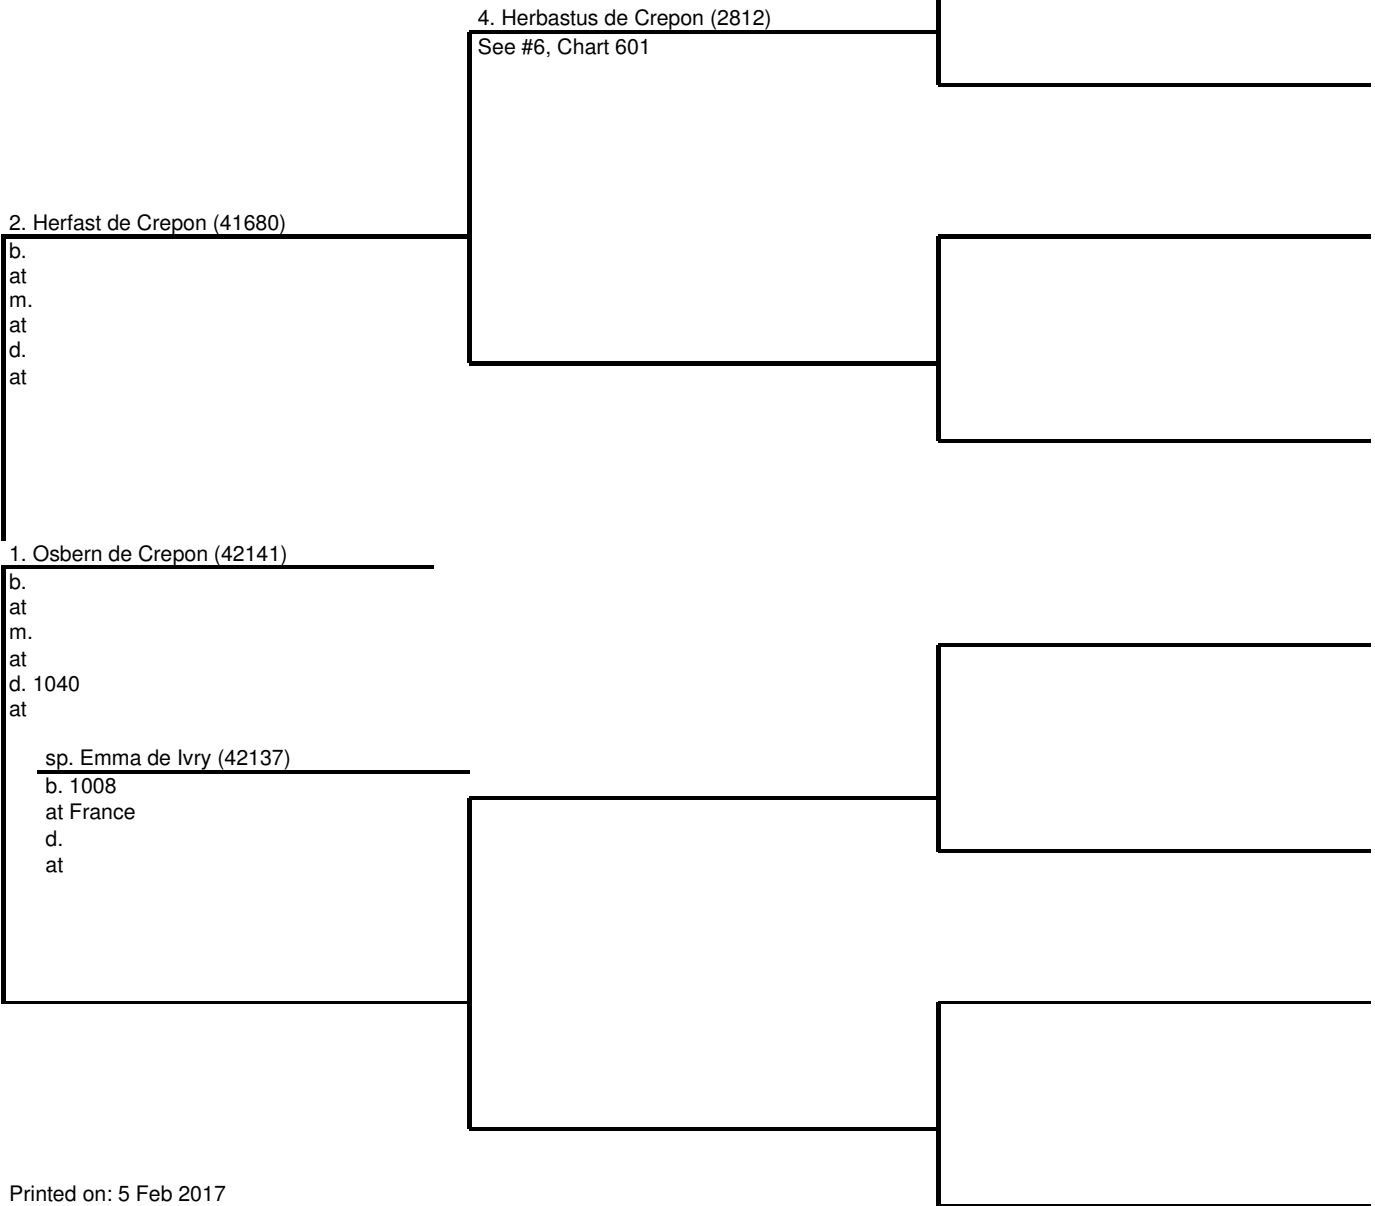 4. Herbastus de Crepon (2812)
See #6, Chart 601
2. Herfast de Crepon (41680)
b.
at
m.
at
d.
at
1. Osbern de Crepon (42141)
b.
at
m.
at
d. 1040
at
sp. Emma de Ivry (42137)
b. 1008
at France
d.
at
Printed on: 5 Feb 2017